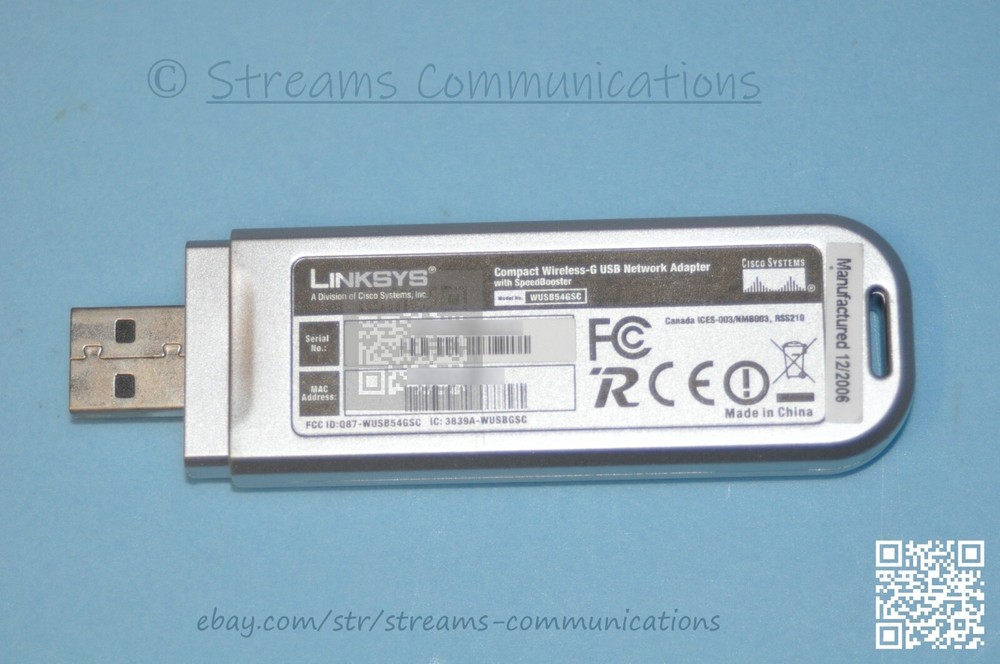 © Streams Communications
LINKSYS®
A Division of Cisco Systems, Inc.
Compact Wireless-G USB Network Adapter
with SpeedBooster
Model No. WUSB54GSC
CISCO SYSTEMS
®
Manufactured 12/2006
Serial
No.:
MAC
Address:
FCC ID:Q87-WUSB54GSC IC: 3839A-WUSBGSC
FC
Canada ICES-003/NMB003, RSS210
R CE
Made in China
ebay.com/str/streams-communications